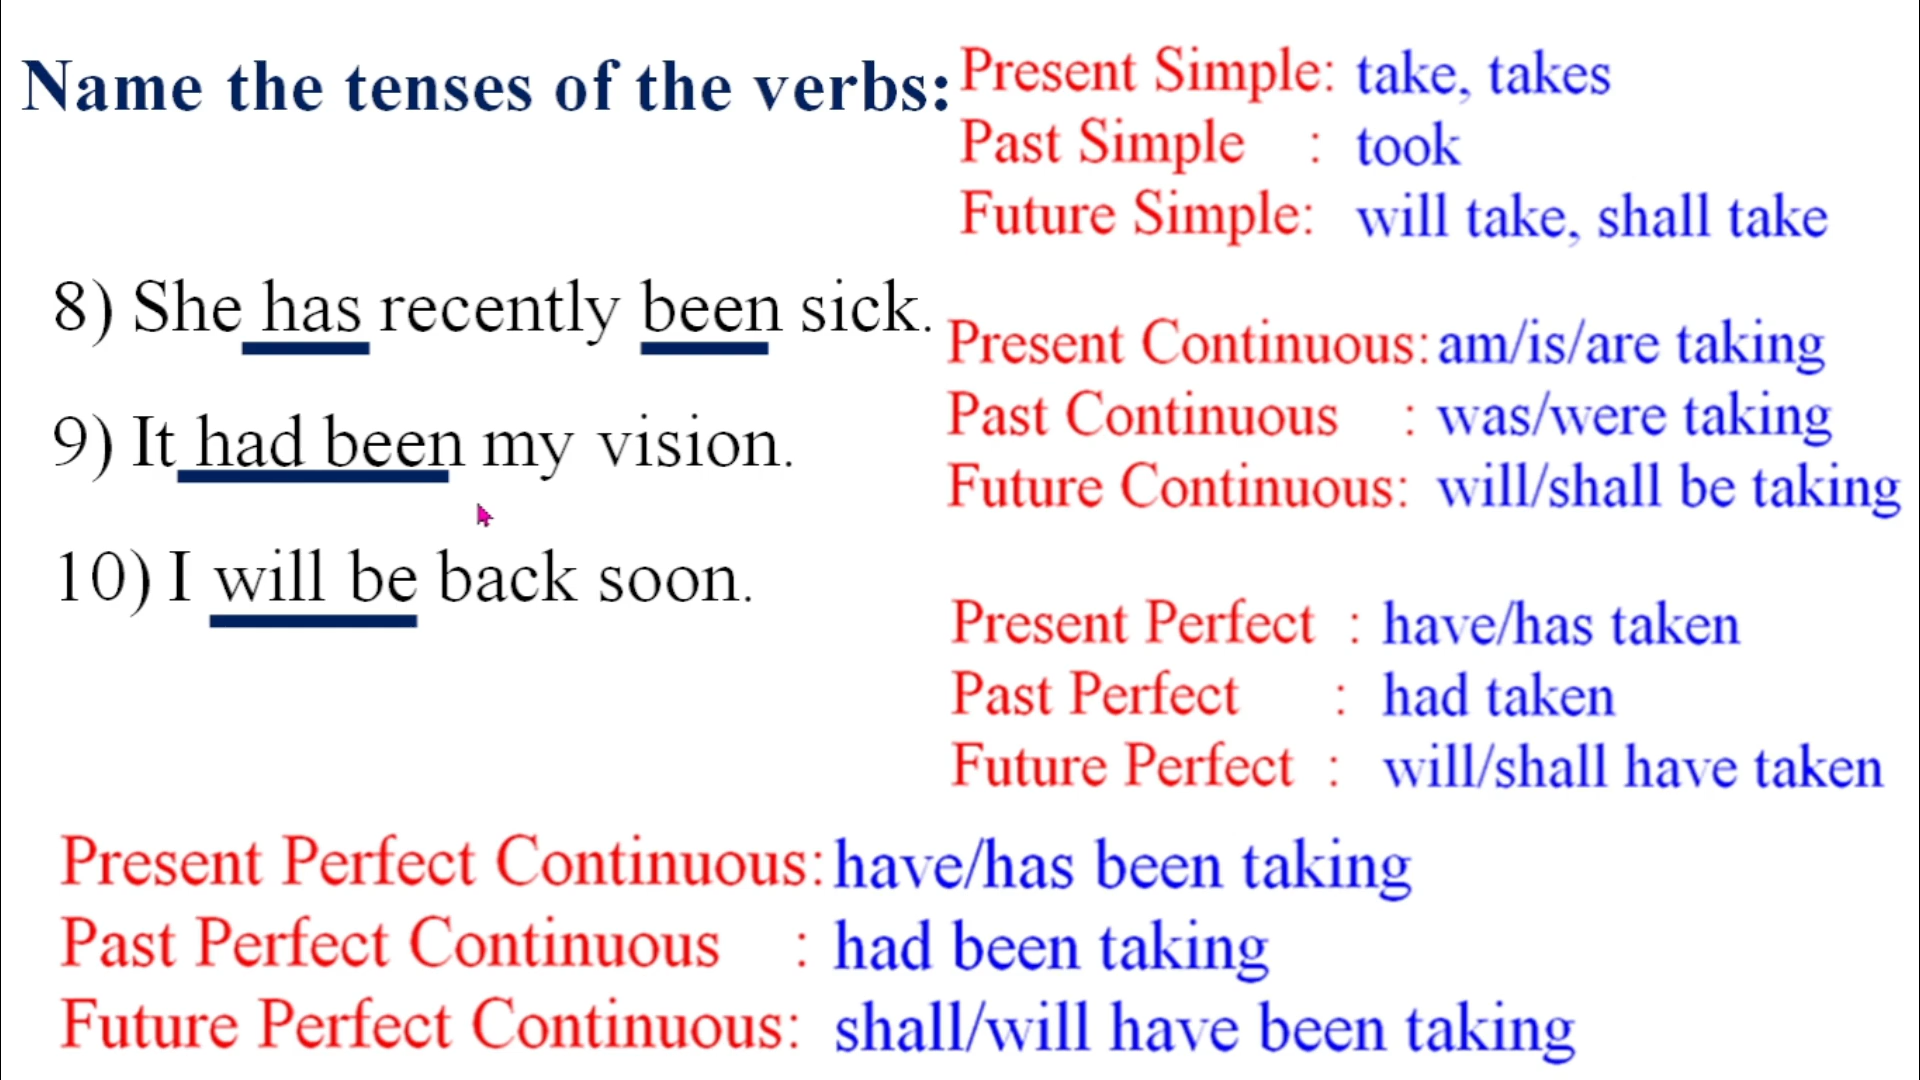 Name the tenses of the verbs:
Present Simple: take, takes
Past Simple : took
Future Simple: will take, shall take
8) She has recently been sick.
9) It had been my vision.
10) I will be back soon.
Present Continuous: am/is/are taking
Past Continuous : was/were taking
Future Continuous: will/shall be taking
Present Perfect : have/has taken
Past Perfect : had taken
Future Perfect : will/shall have taken
Present Perfect Continuous: have/has been taking
Past Perfect Continuous : had been taking
Future Perfect Continuous: shall/will have been taking